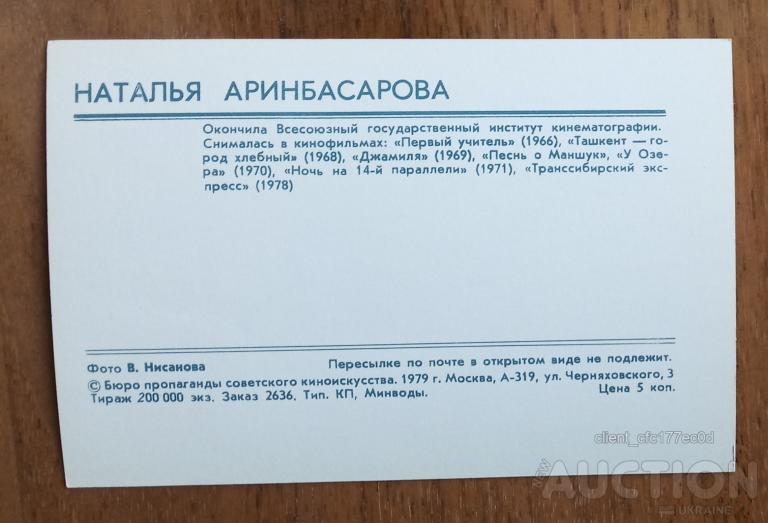 НАТАЛЬЯ АРИНБАСАРОВА
Окончила Всесоюзный государственный институт кинематографии.
Снималась в кинофильмах: «Первый учитель» (1966), «Ташкент — го-
род хлебный» (1968), «Джамиля» (1969), «Песнь о Маншук», «У Озе-
ра» (1970), «Ночь на 14-й параллели» (1971), «Транссибирский экс-
пресс» (1978)
Фото В. Нисанова Пересылке по почте в открытом виде не подлежит.
© Бюро пропаганды советского киноискусства. 1979 г. Москва, А-319, ул. Черняховского, 3
Тираж 200 000 экз. Заказ 2636. Тип. КП, Минводы. Цена 5 коп.
client_cfc177ec0d
NEW
AUCTION
UKRAINE